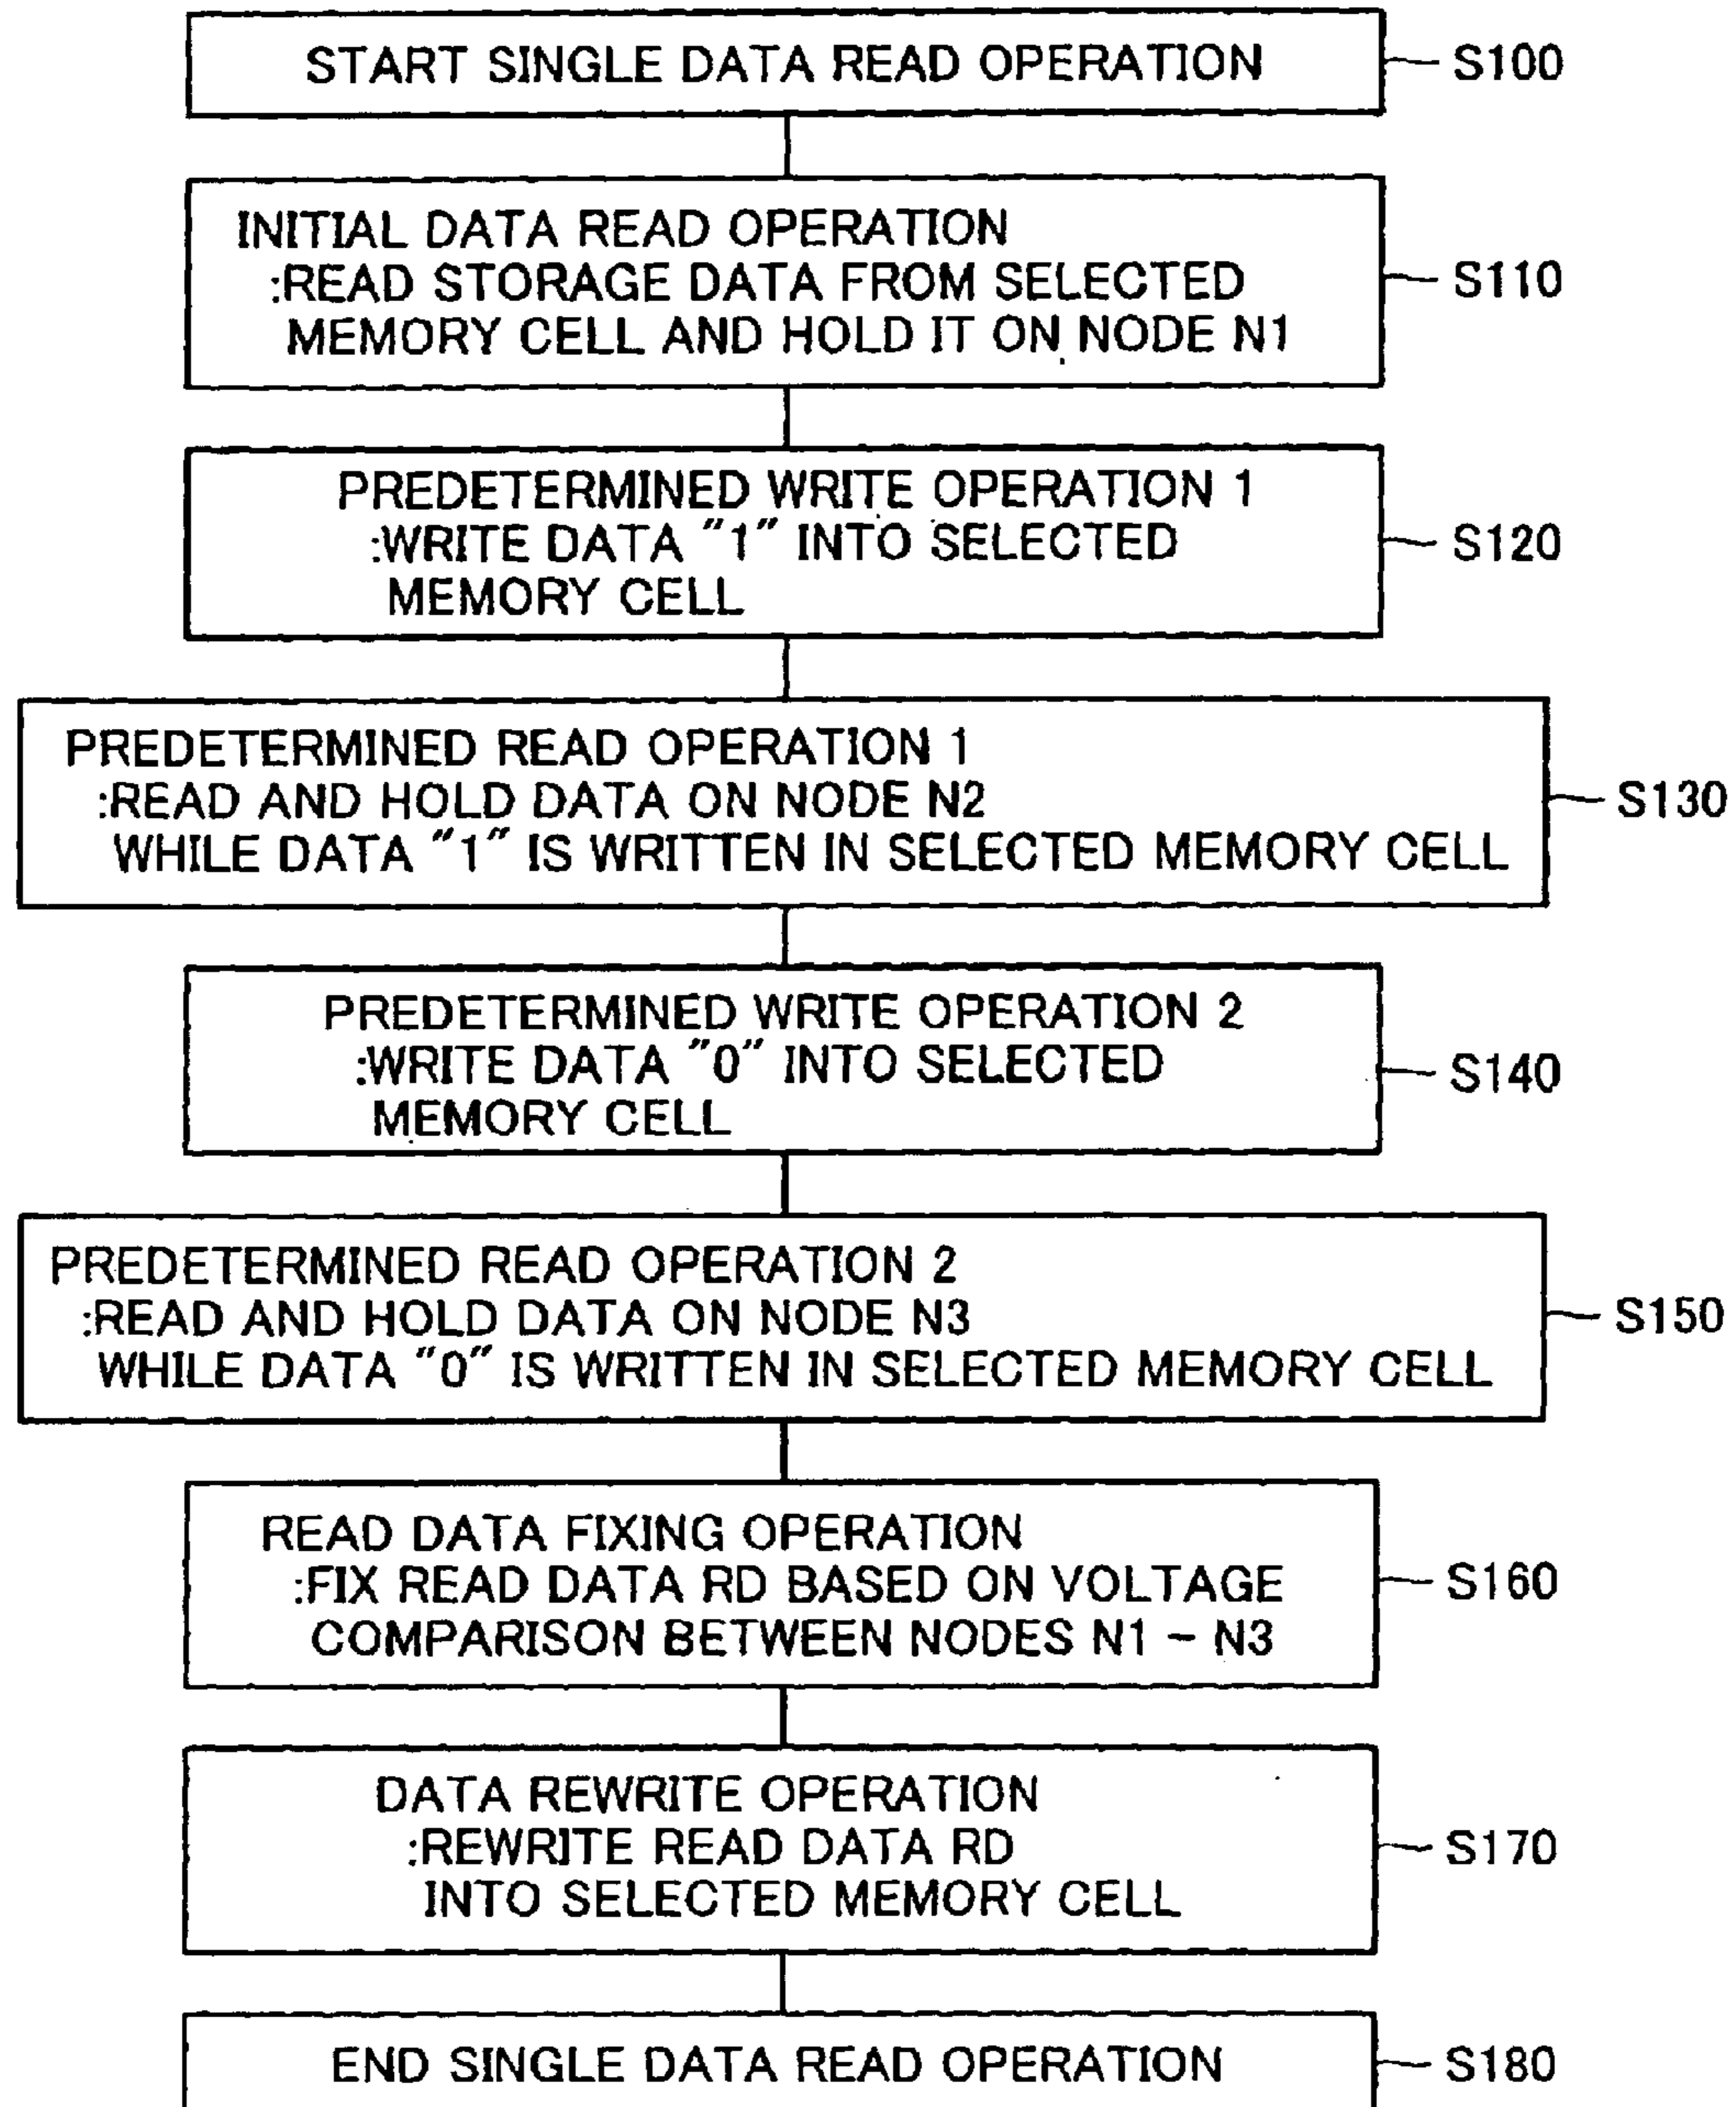 START SINGLE DATA READ OPERATION
S100
INITIAL DATA READ OPERATION
:READ STORAGE DATA FROM SELECTED
MEMORY CELL AND HOLD IT ON NODE N1
S110
PREDETERMINED WRITE OPERATION 1
:WRITE DATA "1" INTO SELECTED
MEMORY CELL
S120
PREDETERMINED READ OPERATION 1
:READ AND HOLD DATA ON NODE N2
WHILE DATA "1" IS WRITTEN IN SELECTED MEMORY CELL
S130
PREDETERMINED WRITE OPERATION 2
:WRITE DATA "0" INTO SELECTED
MEMORY CELL
S140
PREDETERMINED READ OPERATION 2
:READ AND HOLD DATA ON NODE N3
WHILE DATA "0" IS WRITTEN IN SELECTED MEMORY CELL
S150
READ DATA FIXING OPERATION
:FIX READ DATA RD BASED ON VOLTAGE
COMPARISON BETWEEN NODES N1 - N3
S160
DATA REWRITE OPERATION
:REWRITE READ DATA RD
INTO SELECTED MEMORY CELL
S170
END SINGLE DATA READ OPERATION
S180